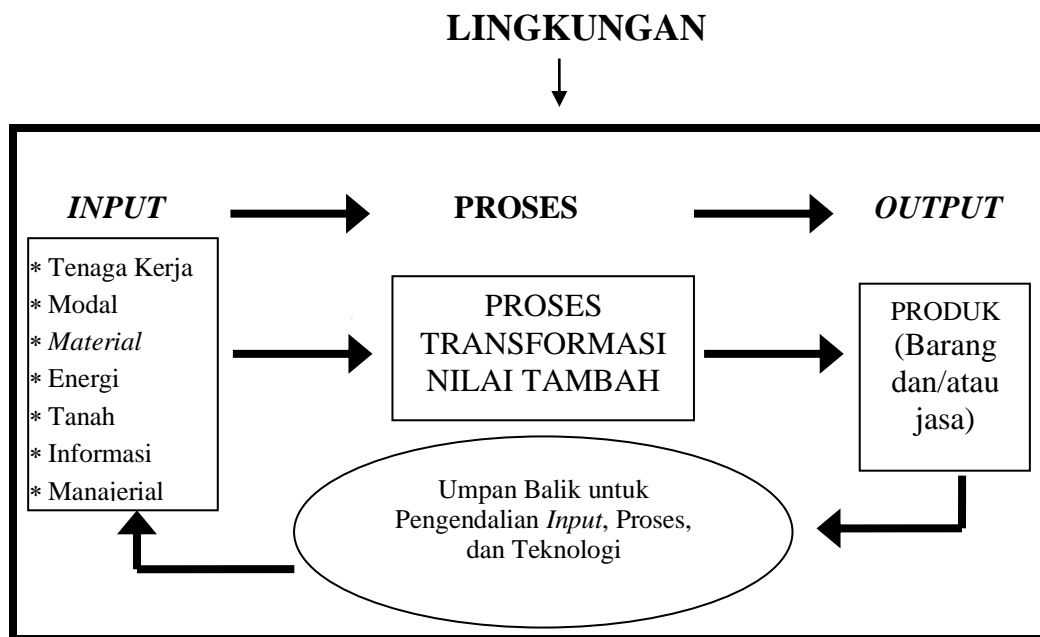 LINGKUNGAN
INPUT
PROSES
OUTPUT
* Tenaga Kerja
* Modal
* Material
* Energi
* Tanah
* Informasi
* Manajerial
PROSES
TRANSFORMASI
NILAI TAMBAH
PRODUK
(Barang
dan/atau
jasa)
Umpan Balik untuk
Pengendalian Input, Proses,
dan Teknologi